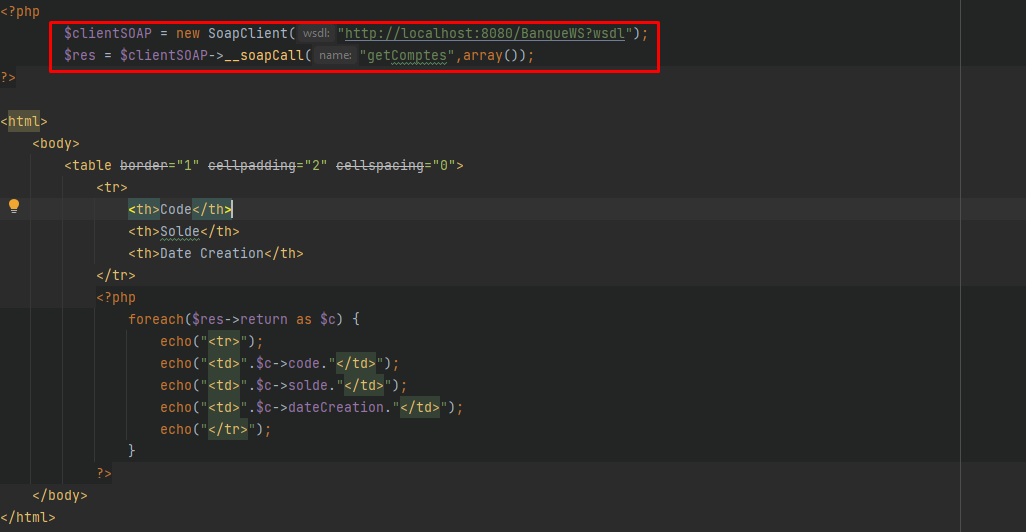 <?php
$clientSOAP = new SoapClient( wsdl: "http://localhost:8080/BanqueWS?wsdl");
$res = $clientSOAP->__soapCall( name: "getComptes",array());
?>
<html>
<body>
<table border="1" cellpadding="2" cellspacing="0">
<tr>
<th>Code</th>
<th>Solde</th>
<th>Date Creation</th>
</tr>
<?php
foreach($res->return as $c) {
echo("<tr>");
echo("<td>".$c->code."</td>");
echo("<td>".$c->solde."</td>");
echo("<td>".$c->dateCreation."</td>");
echo("</tr>");
}
?>
</body>
</html>